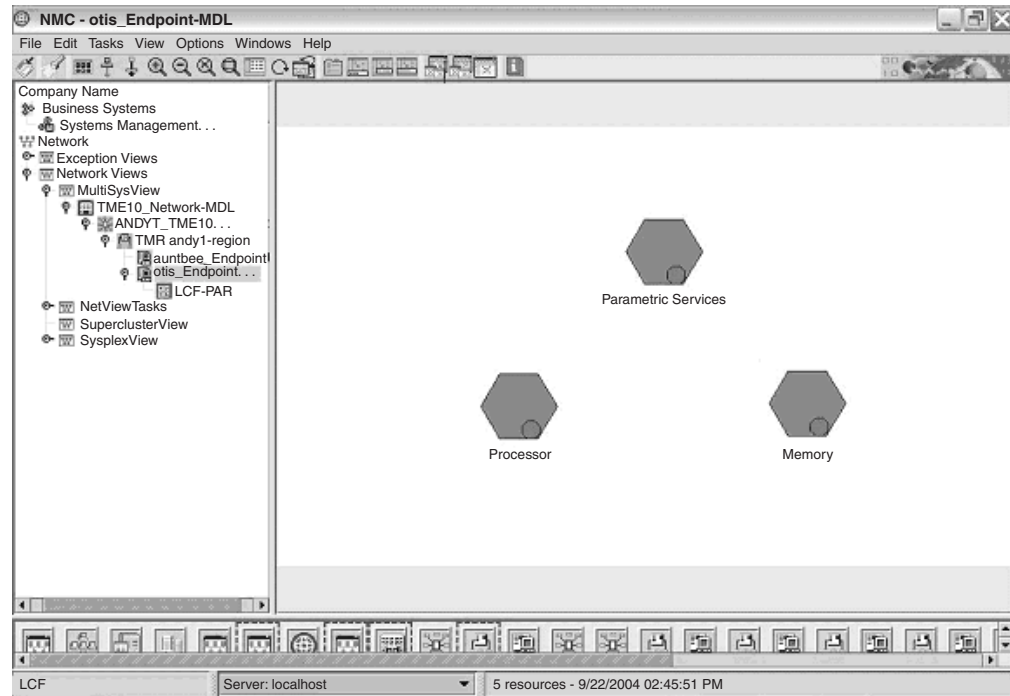 NMC - otis_Endpoint-MDL
File Edit Tasks View Options Windows Help
Company Name
Business Systems
Systems Management. . .
Network
Exception Views
Network Views
MultiSysView
TME10_Network-MDL
ANDYT_TME10. . .
TMR andy1-region
auntbee_Endpoint
otis_Endpoint. . .
LCF-PAR
NetViewTasks
SuperclusterView
SysplexView
Parametric Services
Processor
Memory
LCF
Server: localhost
5 resources - 9/22/2004 02:45:51 PM